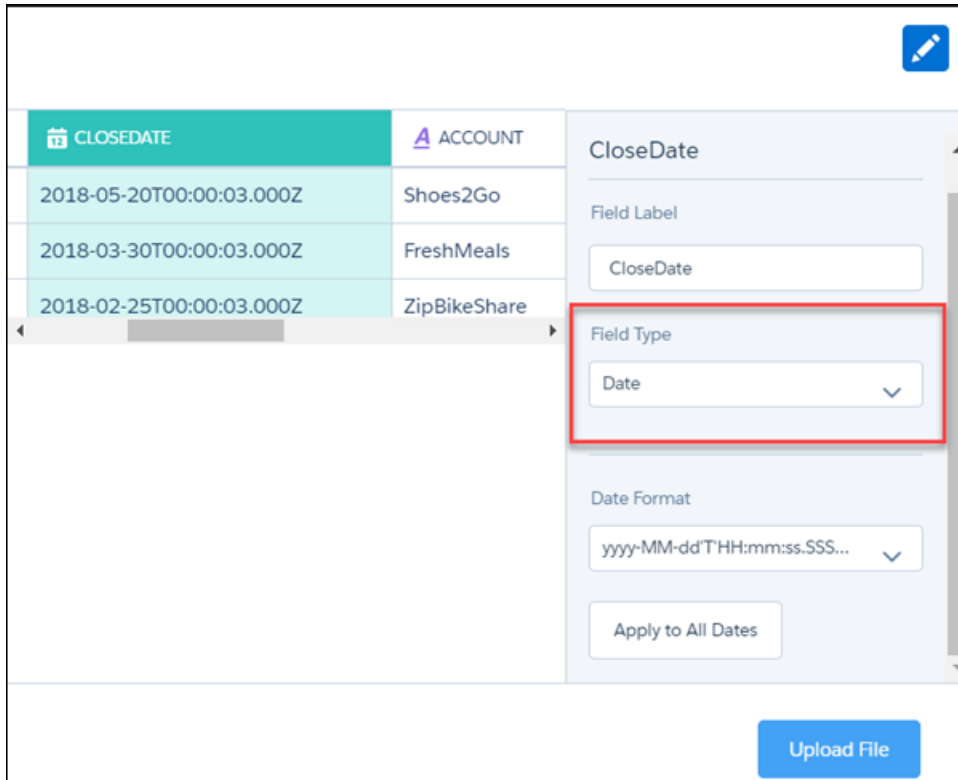 CLOSEDATE A ACCOUNT
2018-05-20T00:00:03.000Z Shoes2Go
2018-03-30T00:00:03.000Z FreshMeals
2018-02-25T00:00:03.000Z ZipBikeShare
CloseDate
Field Label
CloseDate
Field Type
Date
Date Format
yyyy-MM-dd'T'HH:mm:ss.SSS...
Apply to All Dates
Upload File